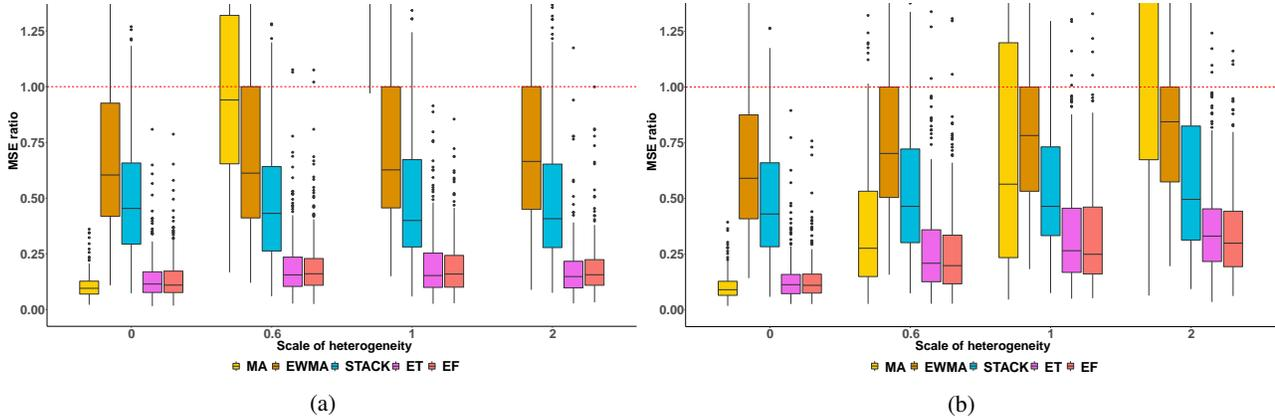 1.25
1.00
0.75
0.50
0.25
0.00
MSE ratio
0 0.6 1 2
Scale of heterogeneity
MA EWMA STACK ET EF
(a)
1.25
1.00
0.75
0.50
0.25
0.00
MSE ratio
0 0.6 1 2
Scale of heterogeneity
MA EWMA STACK ET EF
(b)